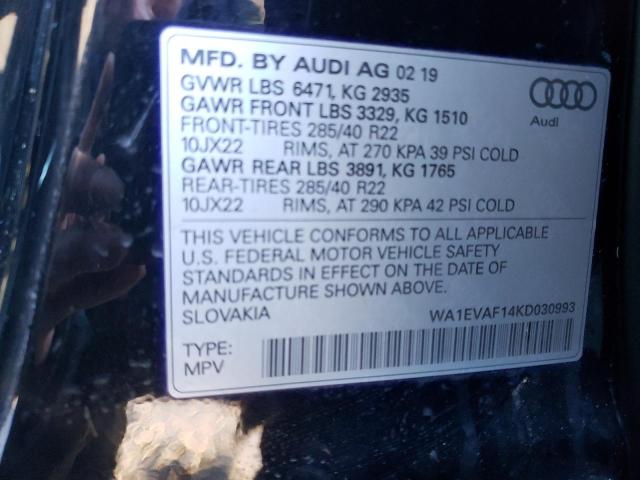 MFD. BY AUDI AG 02 19
GVWR LBS 6471, KG 2935
GAWR FRONT LBS 3329, KG 1510
FRONT-TIRES 285/40 R22
10JX22 RIMS, AT 270 KPA 39 PSI COLD
GAWR REAR LBS 3891, KG 1765
REAR-TIRES 285/40 R22
10JX22 RIMS, AT 290 KPA 42 PSI COLD
Audi
THIS VEHICLE CONFORMS TO ALL APPLICABLE
U.S. FEDERAL MOTOR VEHICLE SAFETY
STANDARDS IN EFFECT ON THE DATE OF
MANUFACTURE SHOWN ABOVE.
SLOVAKIA WA1EVAF14KD030993
TYPE:
MPV